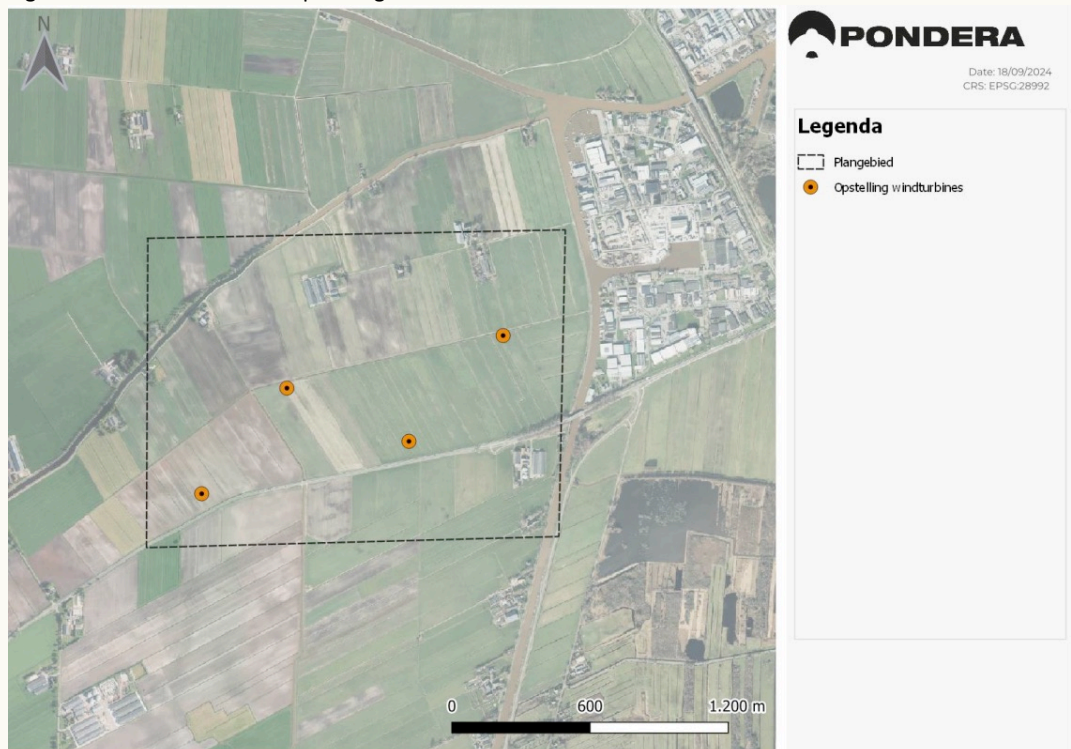 N
PONDERA
Date: 18/09/2024
CRS: EPSG:28992
Legenda
Plangebied
Opstelling windturbines
0 600 1.200 m